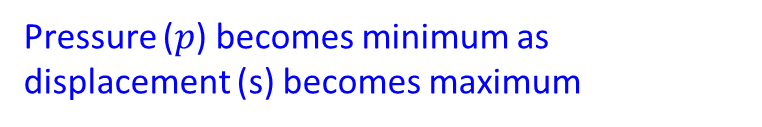 Pressure (p) becomes minimum as
displacement (s) becomes maximum